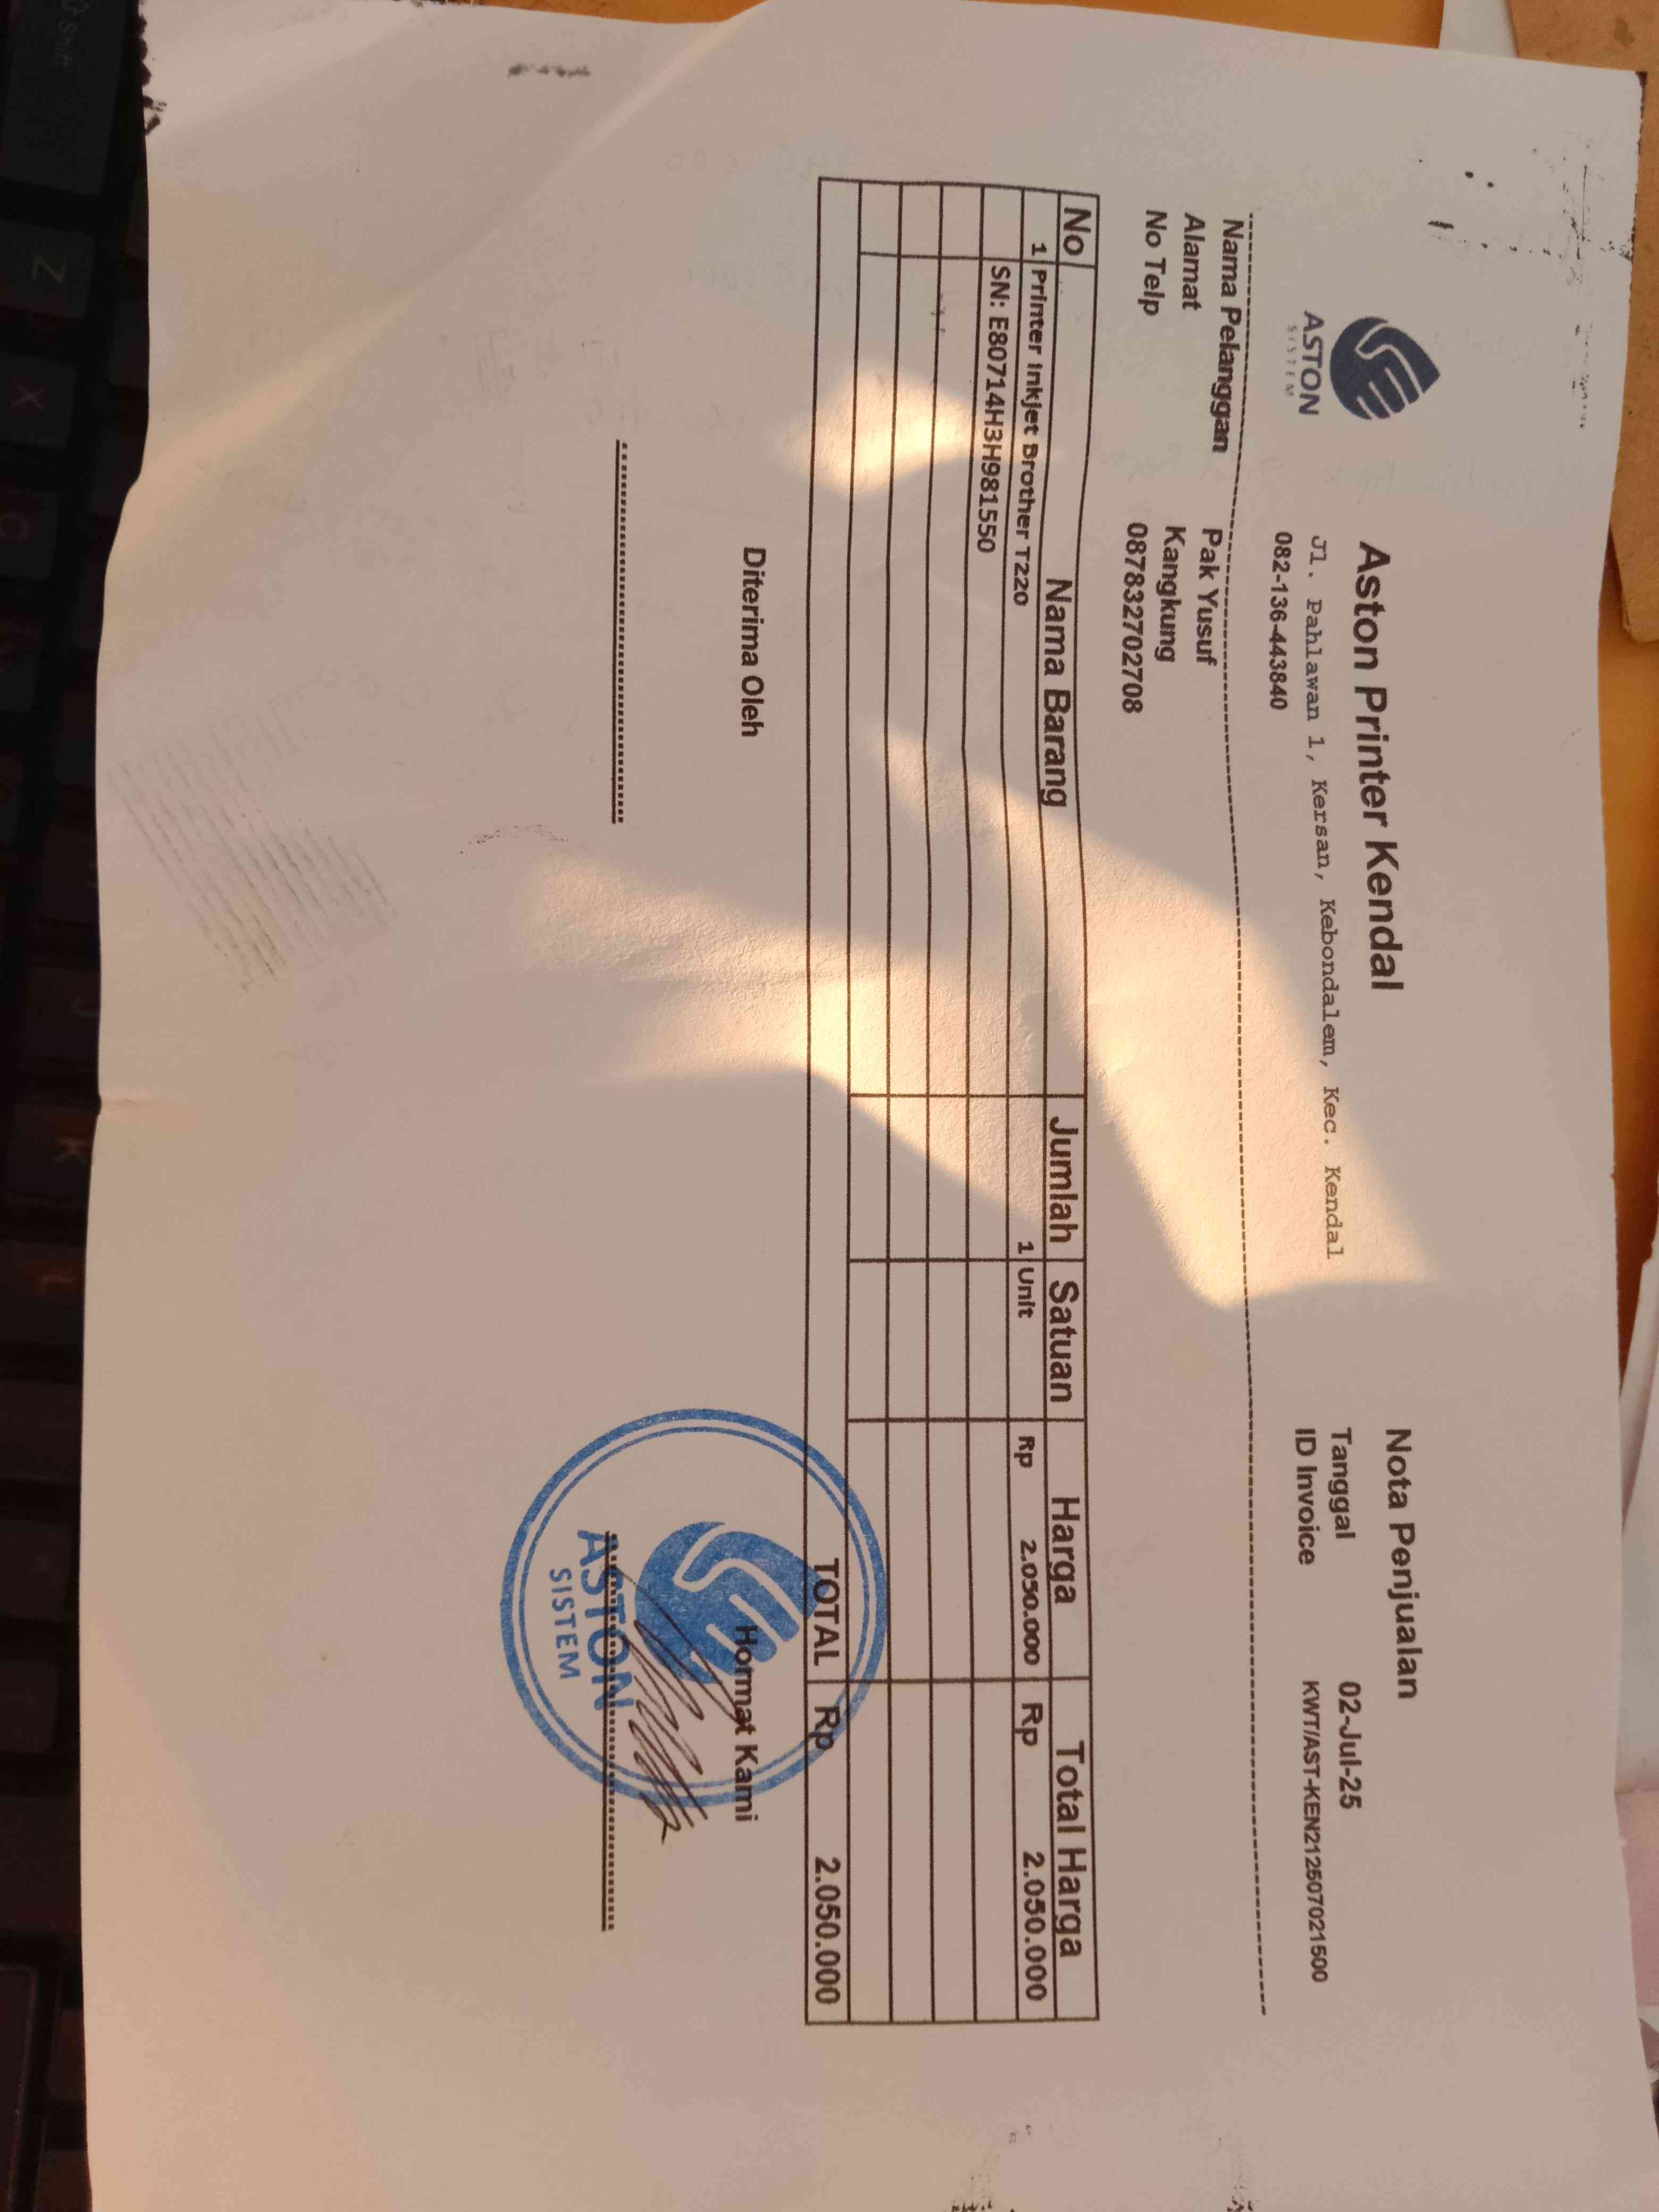 ASTON
SISTEM
Aston Printer Kendal
Jl. Pahlawan 1, Kersan, Kebondalem, Kec. Kendal
082-136-443840
Nota Penjualan
Tanggal 02-Jul-25
ID Invoice KWT/AST-KEN21250702​1500
Nama Pelanggan Pak Yusuf
Alamat Kangkung
No Telp 087832702708
No Nama Barang Jumlah Satuan Harga Total Harga
1 Printer Inkjet Brother T220 1 Unit Rp 2.050.000 Rp 2.050.000
SN: E80714H3H981550
TOTAL Rp 2.050.000
Diterima Oleh Hormat Kami
ASTON
SISTEM